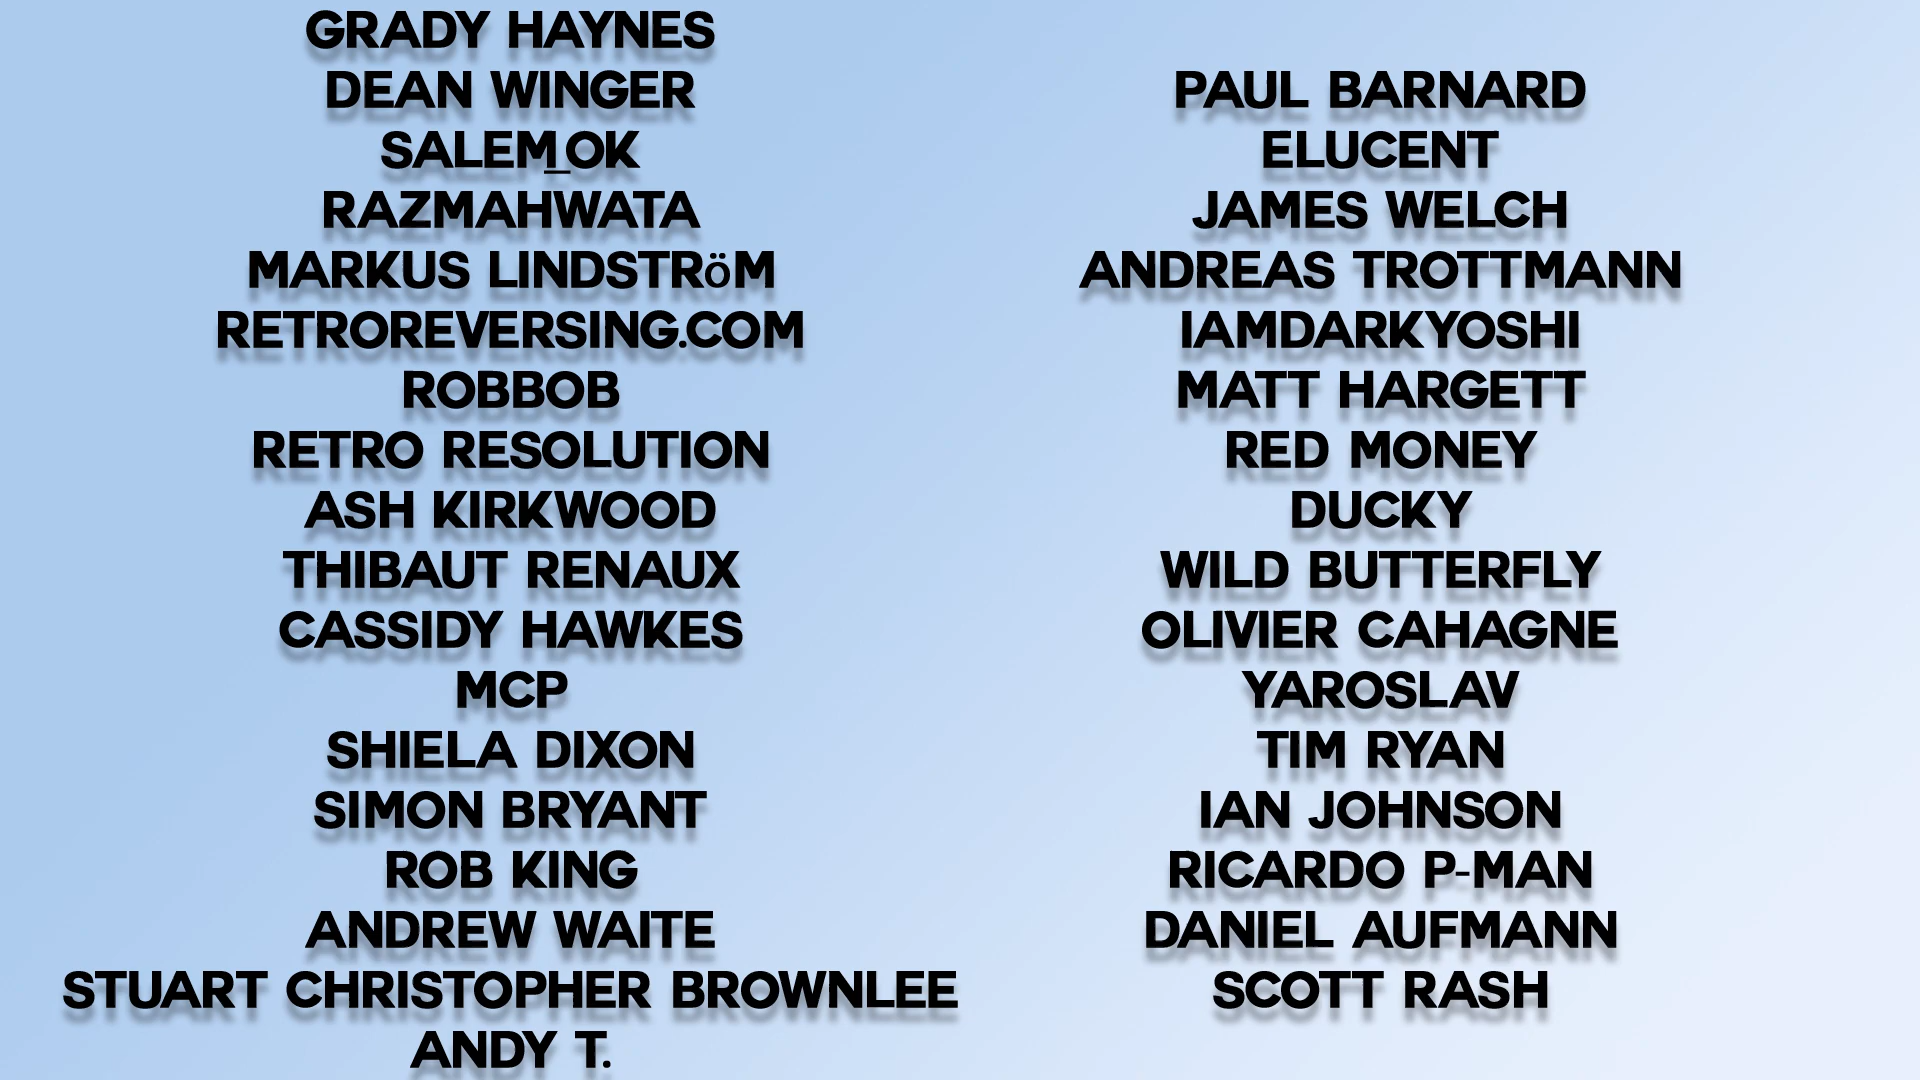 GRADY HAYNES
DEAN WINGER
SALEM_OK
RAZMAHWATA
MARKUS LINDSTRÖM
RETROREVERSING.COM
ROBBOB
RETRO RESOLUTION
ASH KIRKWOOD
THIBAUT RENAUX
CASSIDY HAWKES
MCP
SHIELA DIXON
SIMON BRYANT
ROB KING
ANDREW WAITE
STUART CHRISTOPHER BROWNLEE
ANDY T.
PAUL BARNARD
ELUCENT
JAMES WELCH
ANDREAS TROTTMANN
IAMDARKYOSHI
MATT HARGETT
RED MONEY
DUCKY
WILD BUTTERFLY
OLIVIER CAHAGNE
YAROSLAV
TIM RYAN
IAN JOHNSON
RICARDO P-MAN
DANIEL AUFMANN
SCOTT RASH